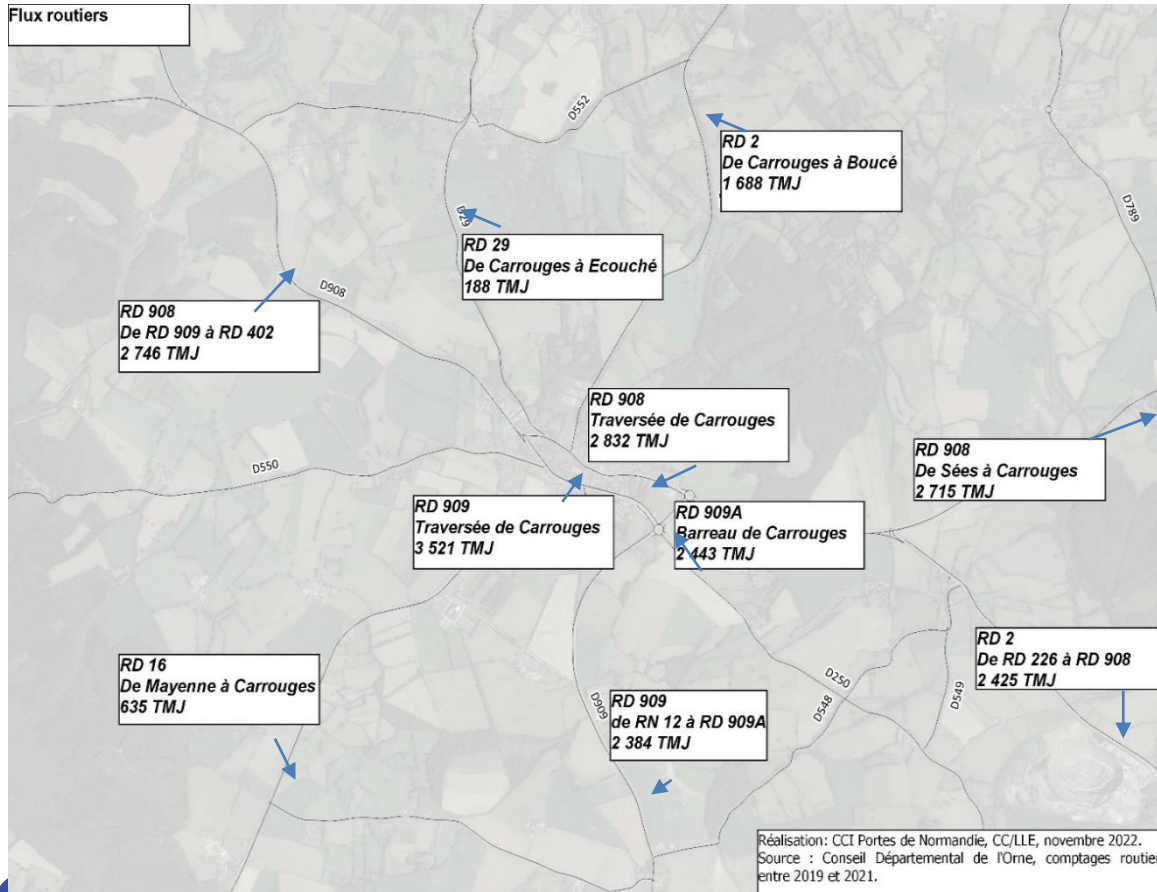 Flux routiers
D552
RD 2
De Carrouges à Boucé
1 688 TMJ
D789
D29
RD 29
De Carrouges à Ecouché
188 TMJ
D908
RD 908
De RD 909 à RD 402
2 746 TMJ
RD 908
Traversée de Carrouges
2 832 TMJ
RD 908
De Sées à Carrouges
2 715 TMJ
D550
RD 909
Traversée de Carrouges
3 521 TMJ
RD 909A
Barreau de Carrouges
2 443 TMJ
RD 16
De Mayenne à Carrouges
635 TMJ
D909
RD 909
de RN 12 à RD 909A
2 384 TMJ
D250
D548
D549
RD 2
De RD 226 à RD 908
2 425 TMJ
Réalisation: CCI Portes de Normandie, CC/LLE, novembre 2022.
Source : Conseil Départemental de l'Orne, comptages routier
entre 2019 et 2021.